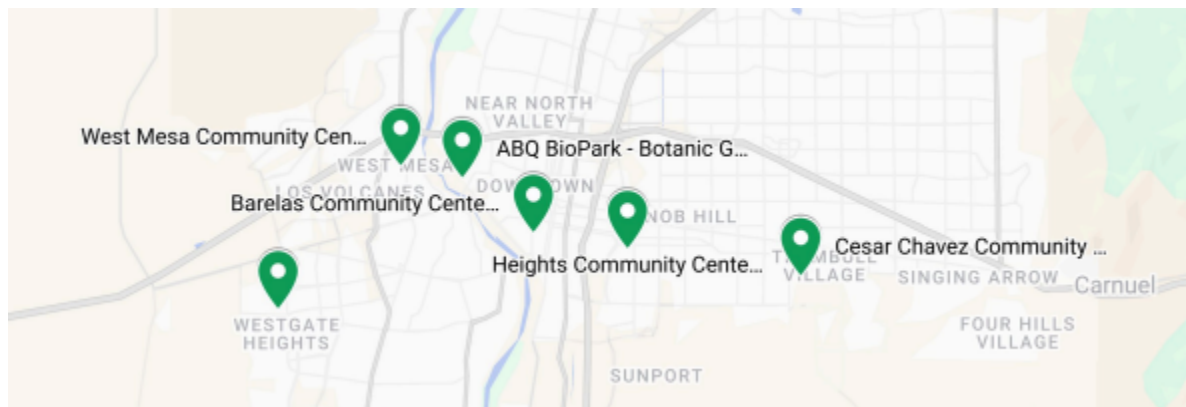 NEAR NORTH
VALLEY
West Mesa Community Cen...
ABQ BioPark - Botanic G...
WEST MESA
LOS VOLCANES
Barelas Community Cente...
NOB HILL
Cesar Chavez Community ...
Heights Community Cente...
VILLAGE
SINGING ARROW
Carnuel
WESTGATE
HEIGHTS
FOUR HILLS
VILLAGE
SUNPORT